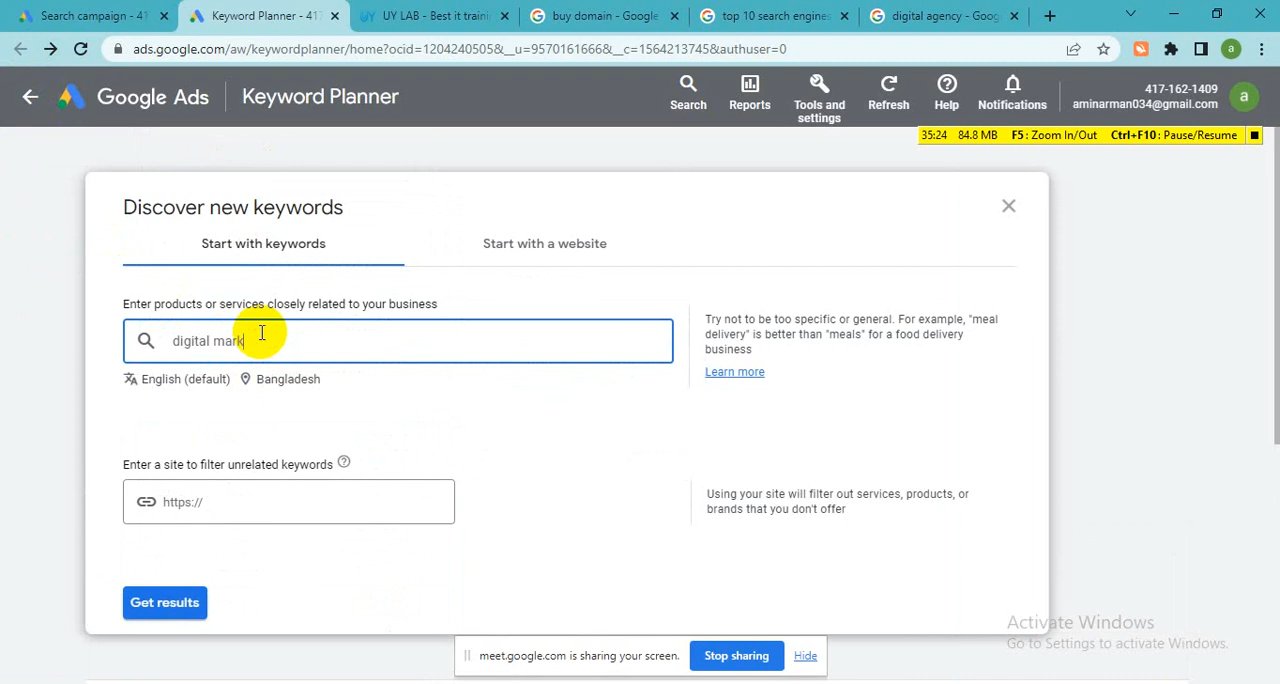 Search campaign - 41
Keyword Planner - 417
UY LAB - Best it traini
buy domain - Google
top 10 search engines
digital agency - Goog
ads.google.com/aw/keywordplanner/home?ocid=1204240505&__u=9570161666&__c=1564213745&authuser=0
a
Google Ads
Keyword Planner
Search
Reports
Tools and settings
Refresh
Help
Notifications
417-162-1409
aminarman034@gmail.com
a
35:24 84.8 MB F5: Zoom In/Out Ctrl+F10: Pause/Resume
Discover new keywords
Start with keywords
Start with a website
Enter products or services closely related to your business
digital mark
English (default) Bangladesh
Try not to be too specific or general. For example, "meal
delivery" is better than "meals" for a food delivery
business
Learn more
Enter a site to filter unrelated keywords
https://
Using your site will filter out services, products, or
brands that you don't offer
Get results
Activate Windows
Go to Settings to activate Windows.
meet.google.com is sharing your screen. Stop sharing Hide